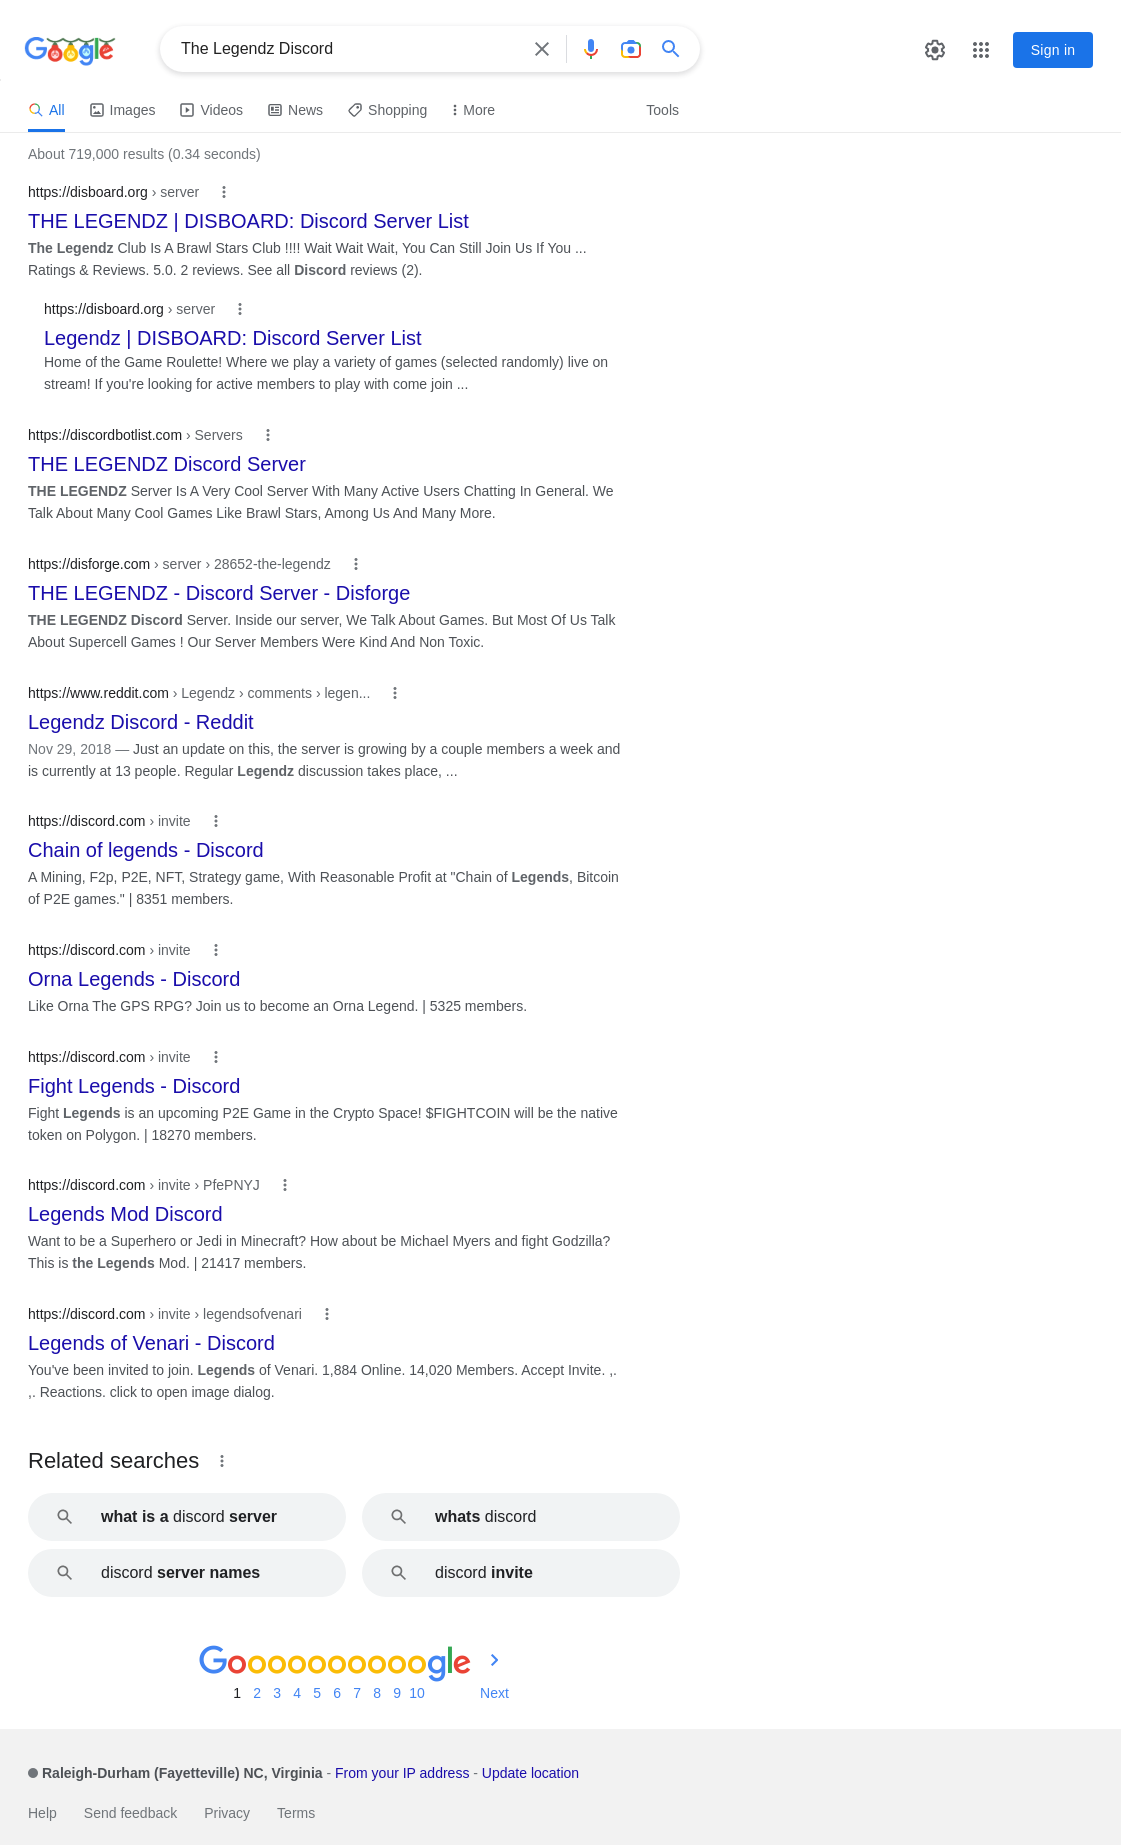 Google
The Legendz Discord
Sign in
All Images Videos News Shopping More Tools
About 719,000 results (0.34 seconds)
https://disboard.org › server
THE LEGENDZ | DISBOARD: Discord Server List
The Legendz Club Is A Brawl Stars Club !!!! Wait Wait Wait, You Can Still Join Us If You ...
Ratings & Reviews. 5.0. 2 reviews. See all Discord reviews (2).
https://disboard.org › server
Legendz | DISBOARD: Discord Server List
Home of the Game Roulette! Where we play a variety of games (selected randomly) live on
stream! If you're looking for active members to play with come join ...
https://discordbotlist.com › Servers
THE LEGENDZ Discord Server
THE LEGENDZ Server Is A Very Cool Server With Many Active Users Chatting In General. We
Talk About Many Cool Games Like Brawl Stars, Among Us And Many More.
https://disforge.com › server › 28652-the-legendz
THE LEGENDZ - Discord Server - Disforge
THE LEGENDZ Discord Server. Inside our server, We Talk About Games. But Most Of Us Talk
About Supercell Games ! Our Server Members Were Kind And Non Toxic.
https://www.reddit.com › Legendz › comments › legen...
Legendz Discord - Reddit
Nov 29, 2018 — Just an update on this, the server is growing by a couple members a week and
is currently at 13 people. Regular Legendz discussion takes place, ...
https://discord.com › invite
Chain of legends - Discord
A Mining, F2p, P2E, NFT, Strategy game, With Reasonable Profit at "Chain of Legends, Bitcoin
of P2E games." | 8351 members.
https://discord.com › invite
Orna Legends - Discord
Like Orna The GPS RPG? Join us to become an Orna Legend. | 5325 members.
https://discord.com › invite
Fight Legends - Discord
Fight Legends is an upcoming P2E Game in the Crypto Space! $FIGHTCOIN will be the native
token on Polygon. | 18270 members.
https://discord.com › invite › PfePNYJ
Legends Mod Discord
Want to be a Superhero or Jedi in Minecraft? How about be Michael Myers and fight Godzilla?
This is the Legends Mod. | 21417 members.
https://discord.com › invite › legendsofvenari
Legends of Venari - Discord
You've been invited to join. Legends of Venari. 1,884 Online. 14,020 Members. Accept Invite. ,.
,. Reactions. click to open image dialog.
Related searches
what is a discord server whats discord
discord server names discord invite
Goooooooooogle
1 2 3 4 5 6 7 8 9 10 Next
Raleigh-Durham (Fayetteville) NC, Virginia - From your IP address - Update location
Help Send feedback Privacy Terms